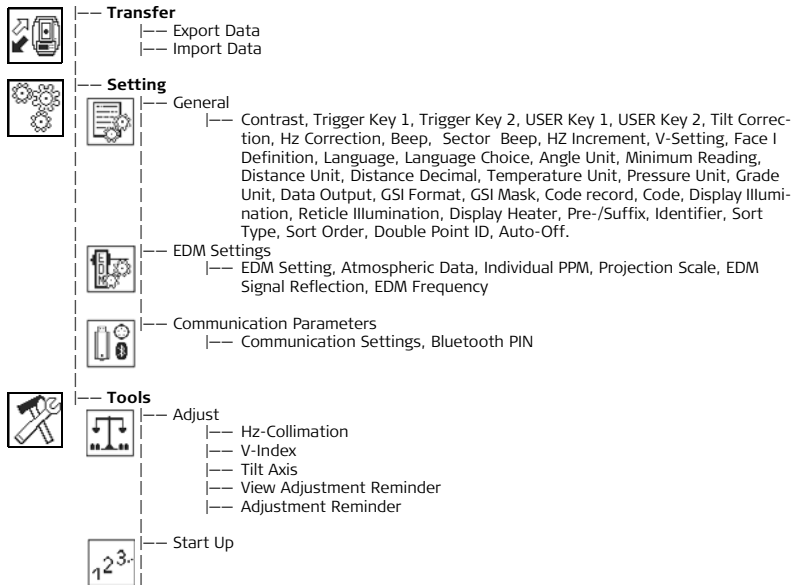 Transfer
Export Data
Import Data
Setting
General
Contrast, Trigger Key 1, Trigger Key 2, USER Key 1, USER Key 2, Tilt Correc-
tion, Hz Correction, Beep, Sector Beep, HZ Increment, V-Setting, Face I
Definition, Language, Language Choice, Angle Unit, Minimum Reading,
Distance Unit, Distance Decimal, Temperature Unit, Pressure Unit, Grade
Unit, Data Output, GSI Format, GSI Mask, Code record, Code, Display Illumi-
nation, Reticle Illumination, Display Heater, Pre-/Suffix, Identifier, Sort
Type, Sort Order, Double Point ID, Auto-Off.
EDM Settings
EDM Setting, Atmospheric Data, Individual PPM, Projection Scale, EDM
Signal Reflection, EDM Frequency
Communication Parameters
Communication Settings, Bluetooth PIN
Tools
Adjust
Hz-Collimation
V-Index
Tilt Axis
View Adjustment Reminder
Adjustment Reminder
Start Up
123..